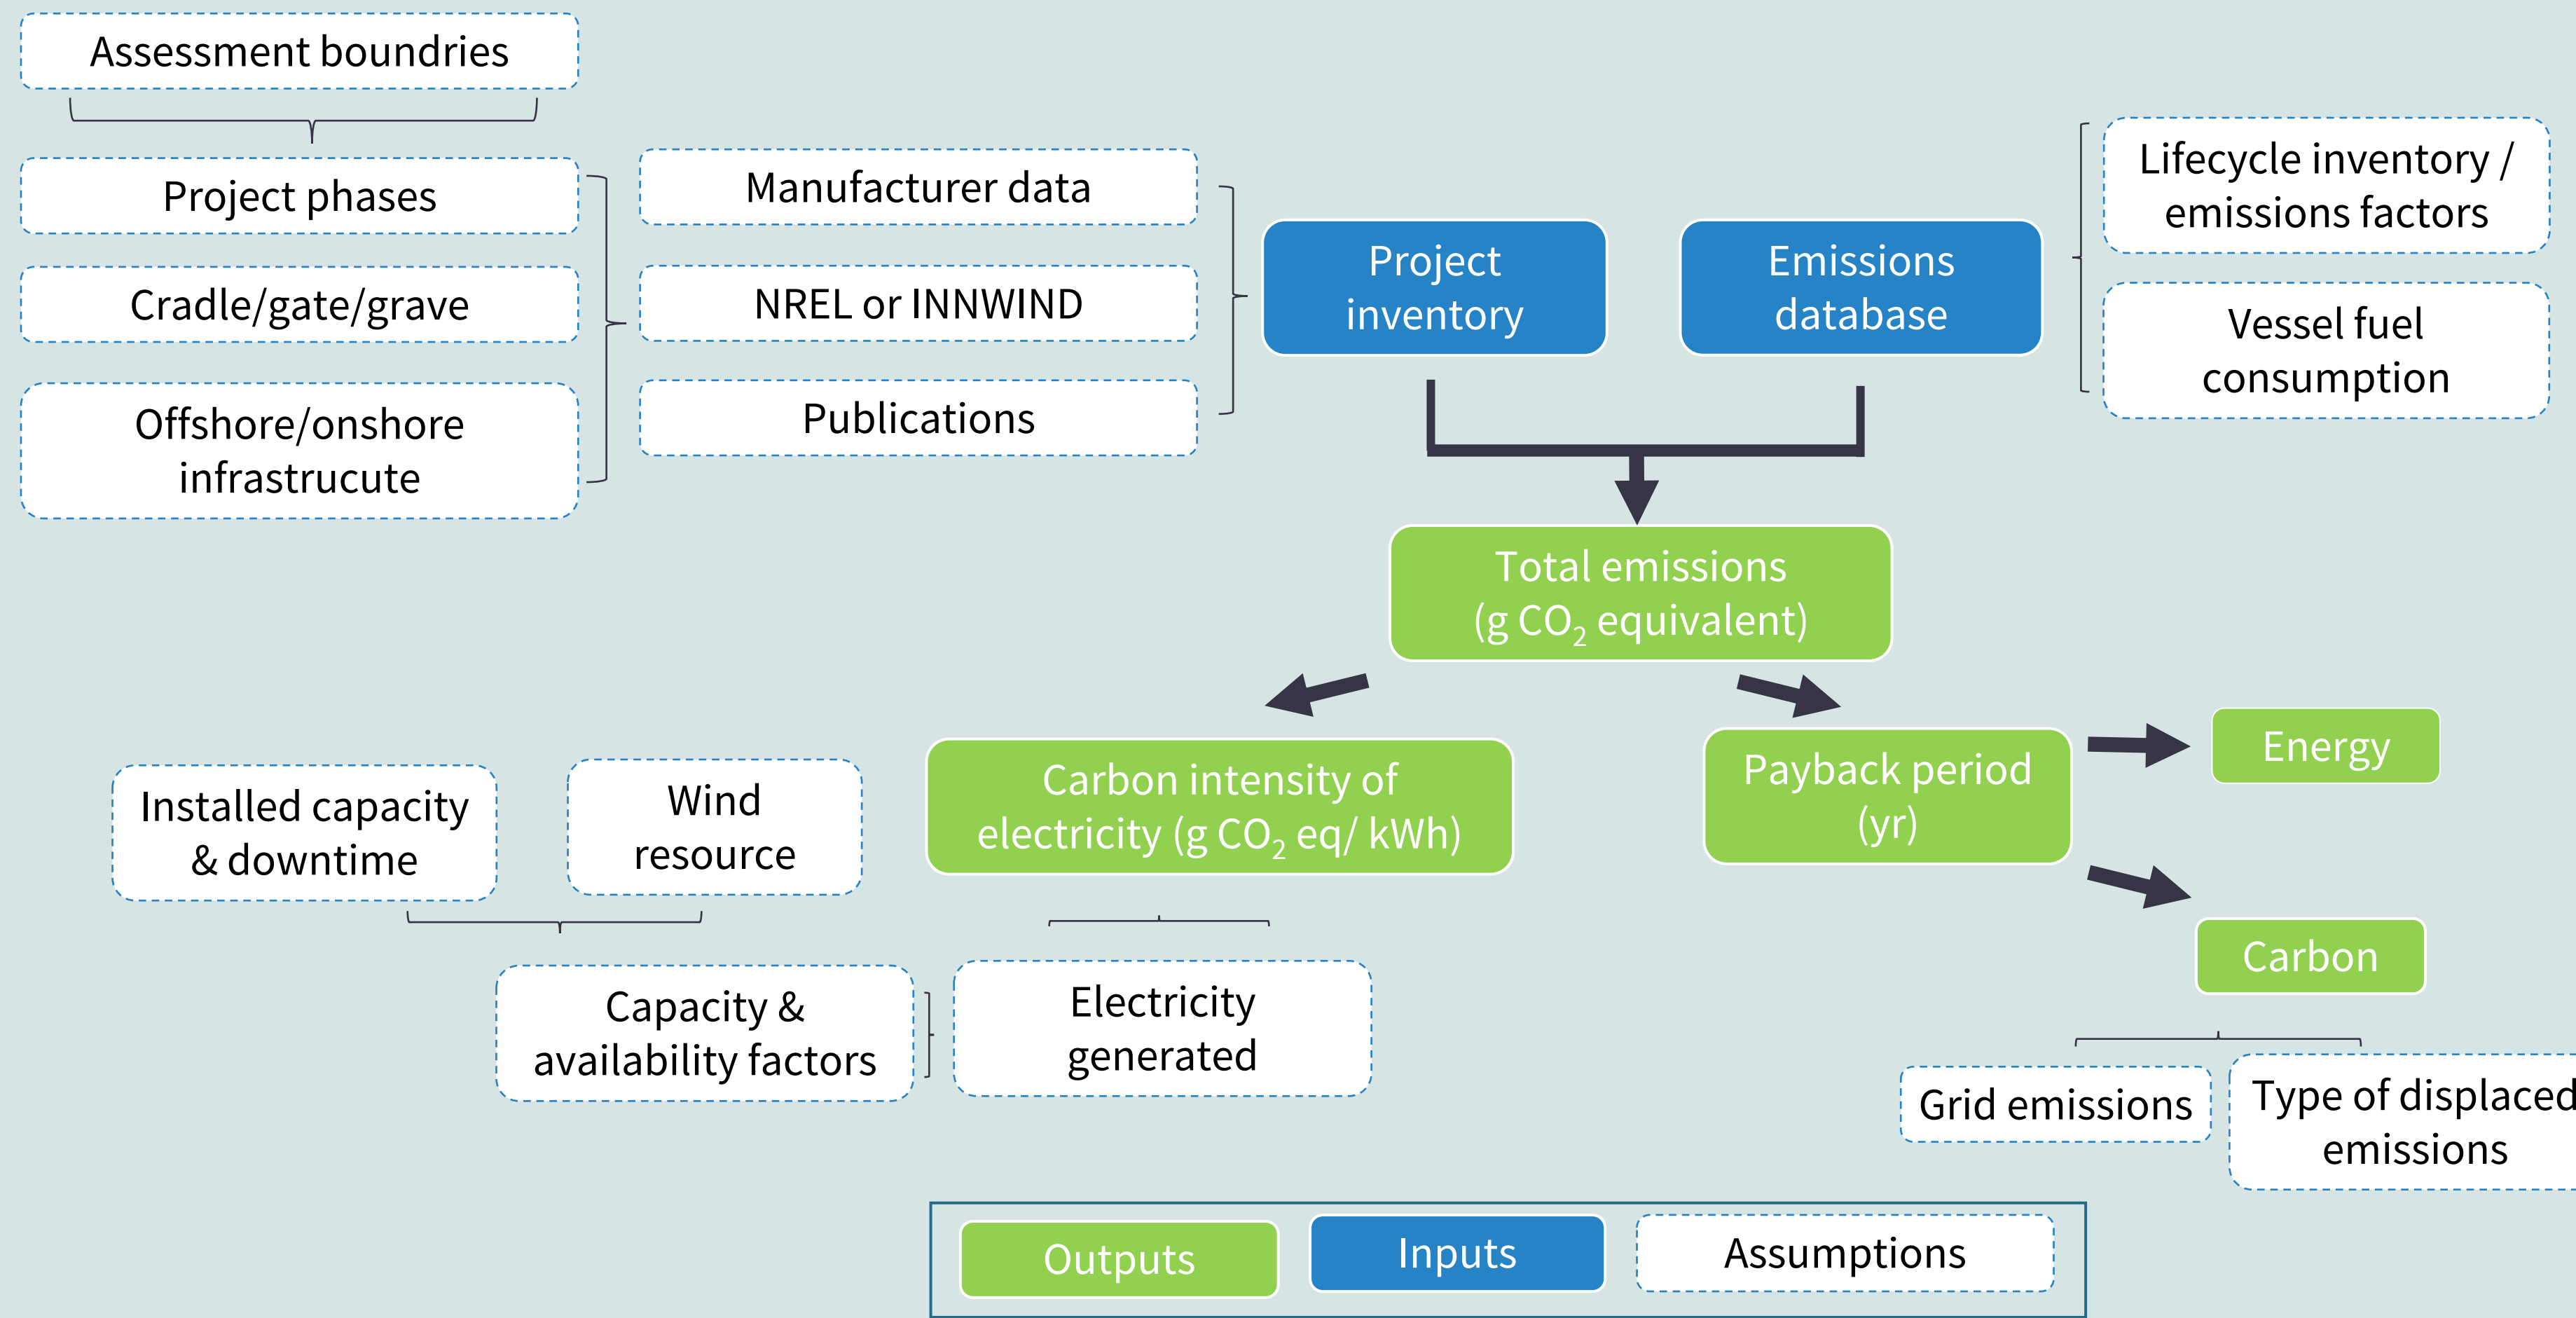 Assessment boundries
Project phases
Cradle/gate/grave
Offshore/onshore
infrastrucute
Manufacturer data
NREL or INNWIND
Publications
Project
inventory
Emissions
database
Lifecycle inventory /
emissions factors
Vessel fuel
consumption
Total emissions
(g CO₂ equivalent)
Carbon intensity of
electricity (g CO₂ eq/ kWh)
Payback period
(yr)
Energy
Carbon
Installed capacity
& downtime
Wind
resource
Capacity &
availability factors
Electricity
generated
Grid emissions
Type of displaced
emissions
Outputs
Inputs
Assumptions